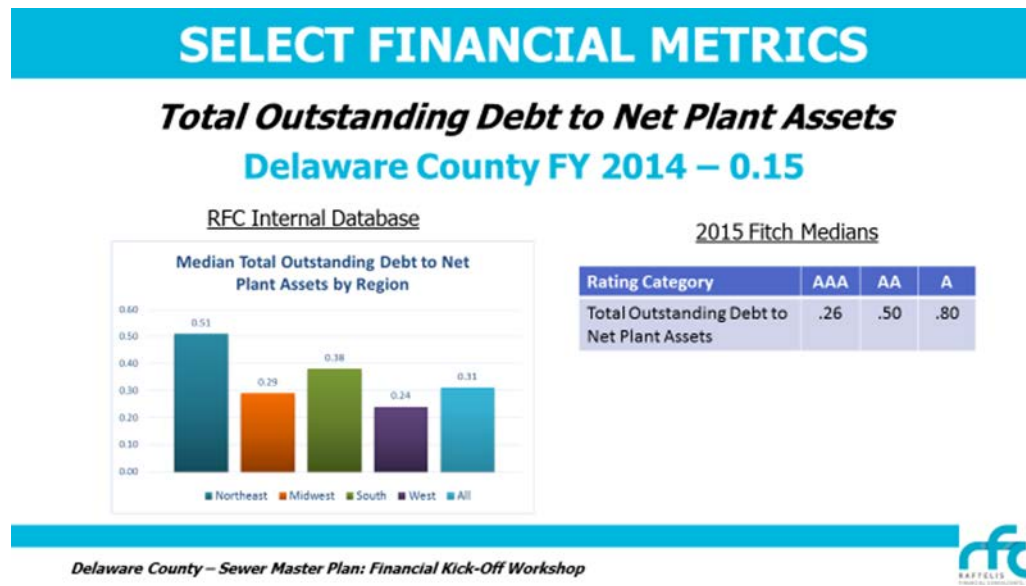 SELECT FINANCIAL METRICS
Total Outstanding Debt to Net Plant Assets
Delaware County FY 2014 – 0.15
RFC Internal Database
Median Total Outstanding Debt to Net
Plant Assets by Region
0.60
0.50
0.40
0.30
0.20
0.10
0.00
0.51
0.29
0.38
0.24
0.31
Northeast Midwest South West All
2015 Fitch Medians
Rating Category AAA AA A
Total Outstanding Debt to .26 .50 .80
Net Plant Assets
Delaware County – Sewer Master Plan: Financial Kick-Off Workshop
rfc
RAFTELIS
FINANCIAL CONSULTANTS